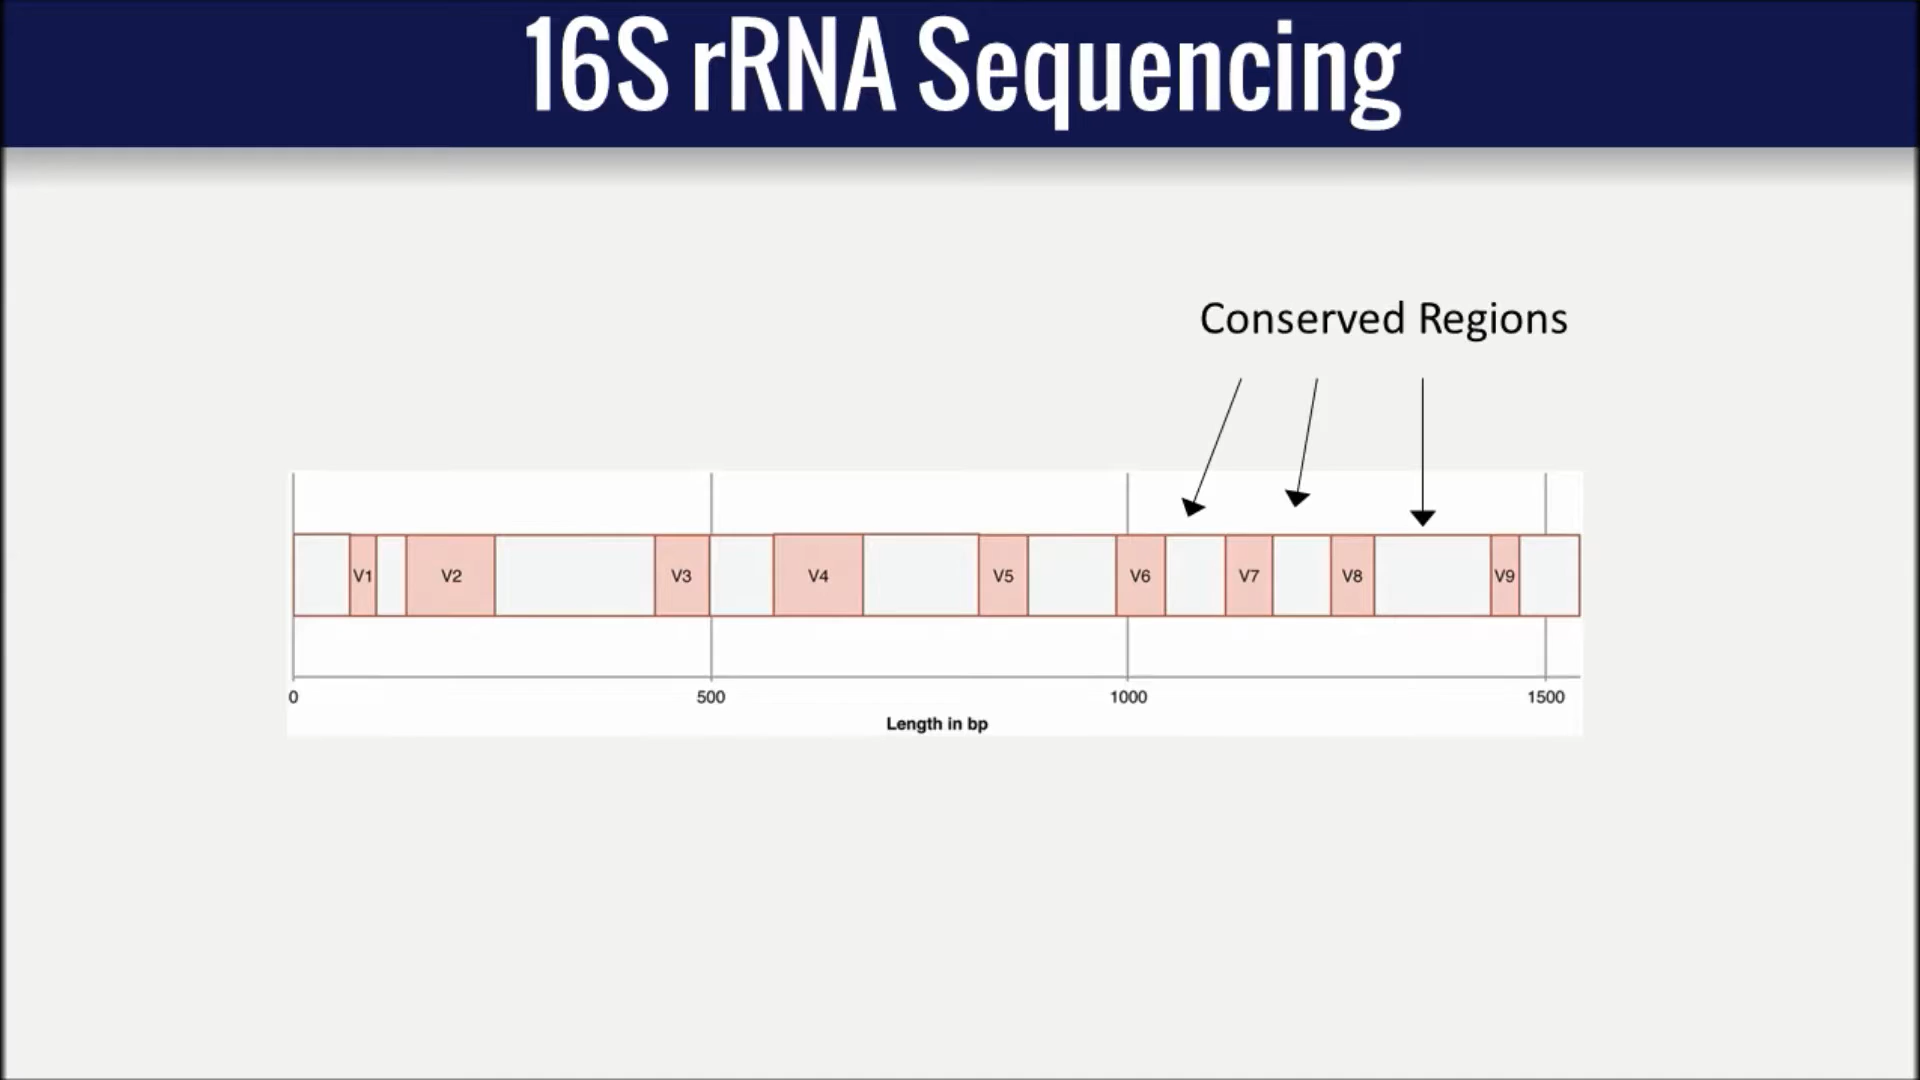 16S rRNA Sequencing
Conserved Regions
V1 V2 V3 V4 V5 V6 V7 V8 V9
0 500 1000 1500
Length in bp